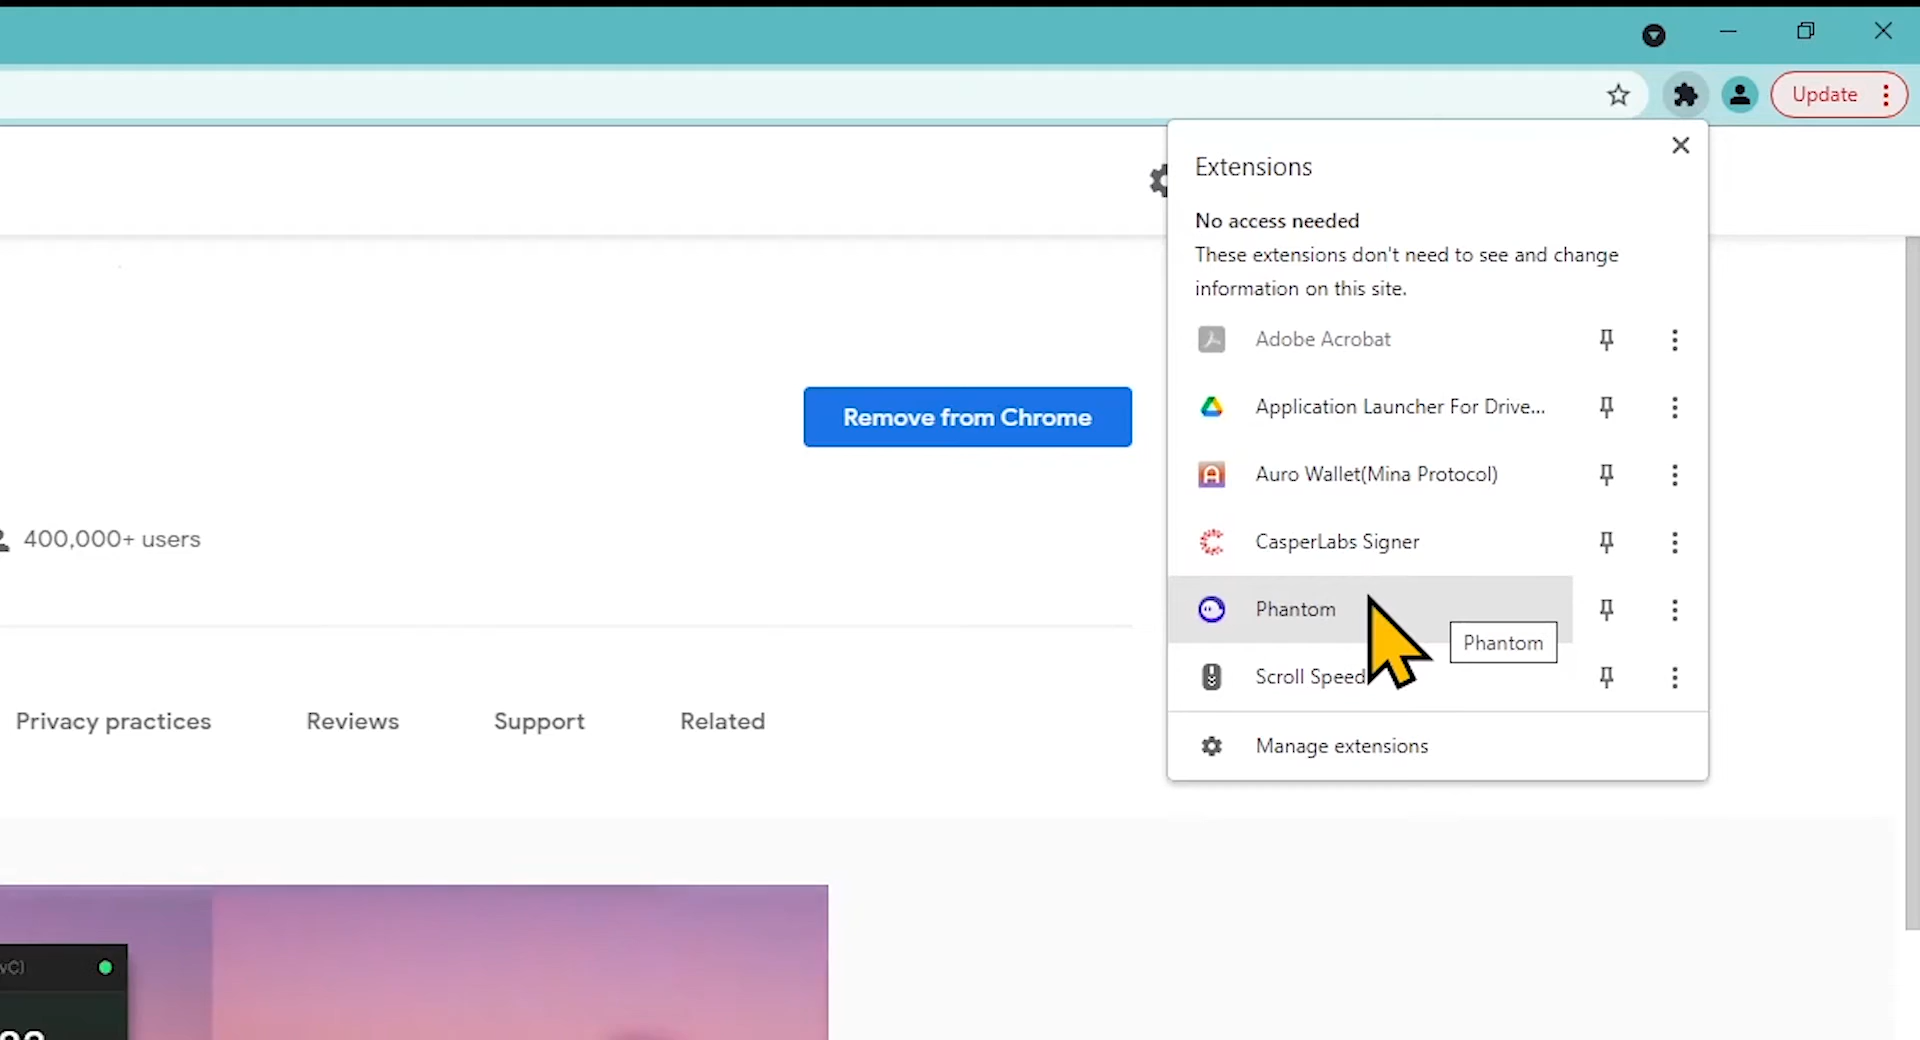 Update
Extensions
No access needed
These extensions don't need to see and change
information on this site.
Adobe Acrobat
Application Launcher For Drive...
Remove from Chrome
Auro Wallet(Mina Protocol)
400,000+ users
CasperLabs Signer
Phantom
Phantom
Scroll Speed
Privacy practices
Reviews
Support
Related
Manage extensions